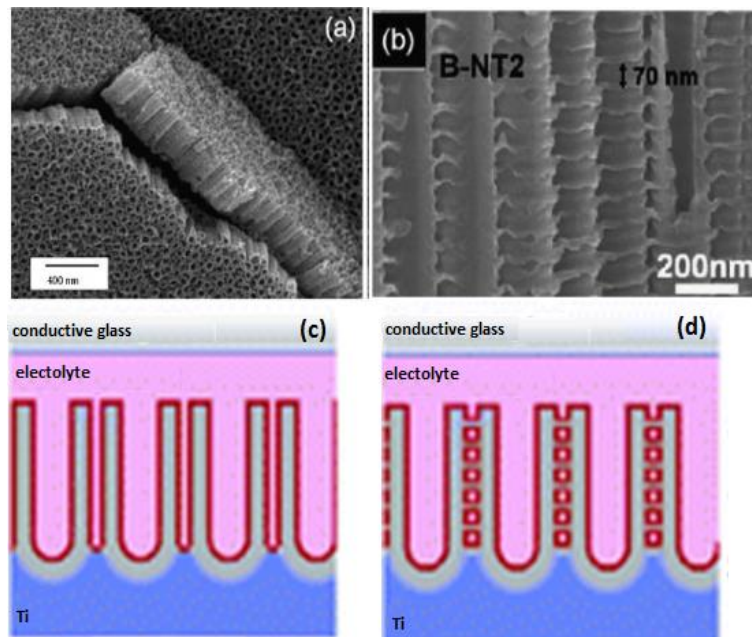 (a)
400 nm
(b)
B-NT2
70 nm
200nm
conductive glass
(c)
electolyte
Ti
conductive glass
(d)
electolyte
Ti